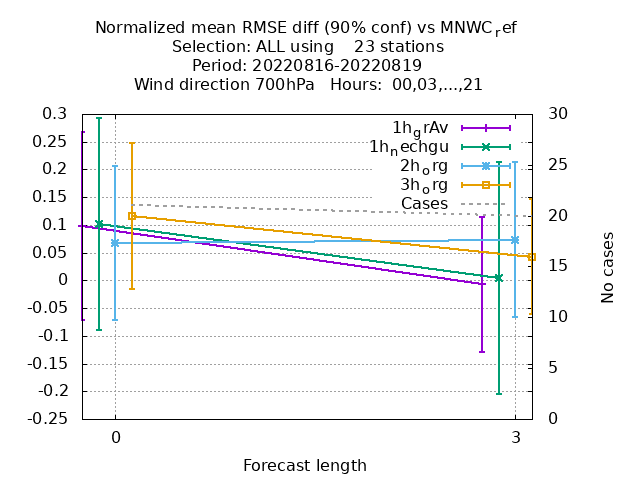 Normalized mean RMSE diff (90% conf) vs MNWC_ref
Selection: ALL using    23 stations
Period: 20220816-20220819
Wind direction 700hPa   Hours:  00,03,...,21
0.3
0.25
0.2
0.15
0.1
0.05
0
-0.05
-0.1
-0.15
-0.2
-0.25
30
25
20
15
10
5
0
1h_grAv
1h_nechgu
2h_org
3h_org
Cases
No cases
0
3
Forecast length